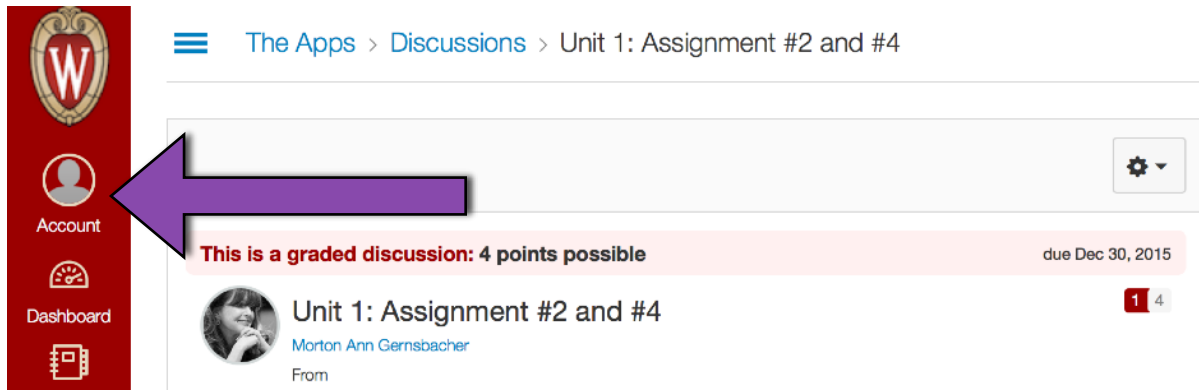 W
The Apps > Discussions > Unit 1: Assignment #2 and #4
Account
This is a graded discussion: 4 points possible
due Dec 30, 2015
Dashboard
Unit 1: Assignment #2 and #4
1 4
Morton Ann Gernsbacher
From